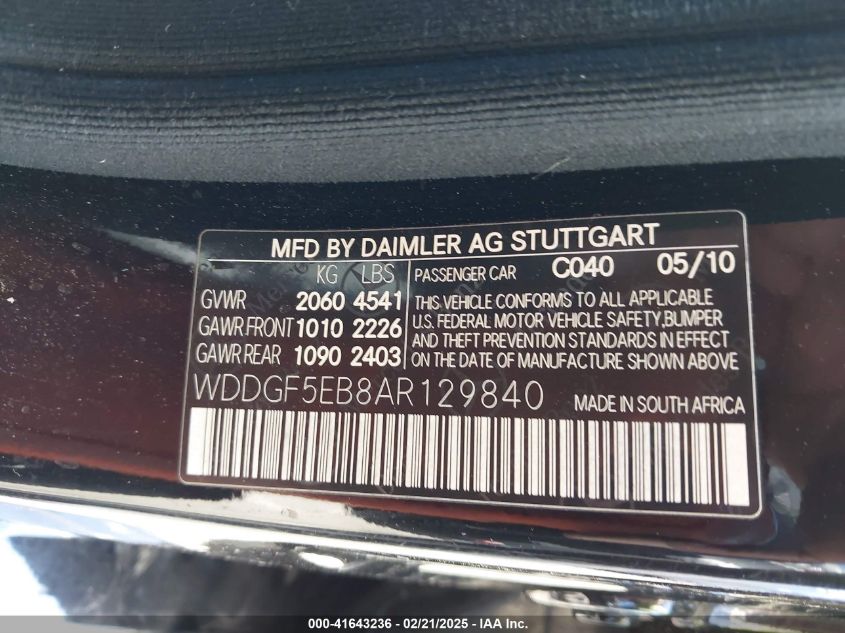 MFD BY DAIMLER AG STUTTGART
KG LBS
GVWR 2060 4541
GAWR FRONT 1010 2226
GAWR REAR 1090 2403
PASSENGER CAR C040 05/10
THIS VEHICLE CONFORMS TO ALL APPLICABLE
U.S. FEDERAL MOTOR VEHICLE SAFETY,BUMPER
AND THEFT PREVENTION STANDARDS IN EFFECT
ON THE DATE OF MANUFACTURE SHOWN ABOVE
WDDGF5EB8AR129840
MADE IN SOUTH AFRICA
000-41643236 - 02/21/2025 - © IAA Holdings, LLC.